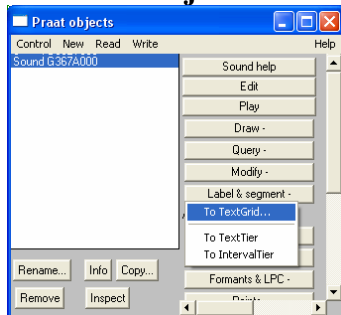 Praat objects
Control New Read Write Help
Sound G367A000
Sound help
Edit
Play
Draw -
Query -
Modify -
Label & segment -
To TextGrid...
To TextTier
To IntervalTier
Formants & LPC -
Rename... Info Copy...
Remove Inspect